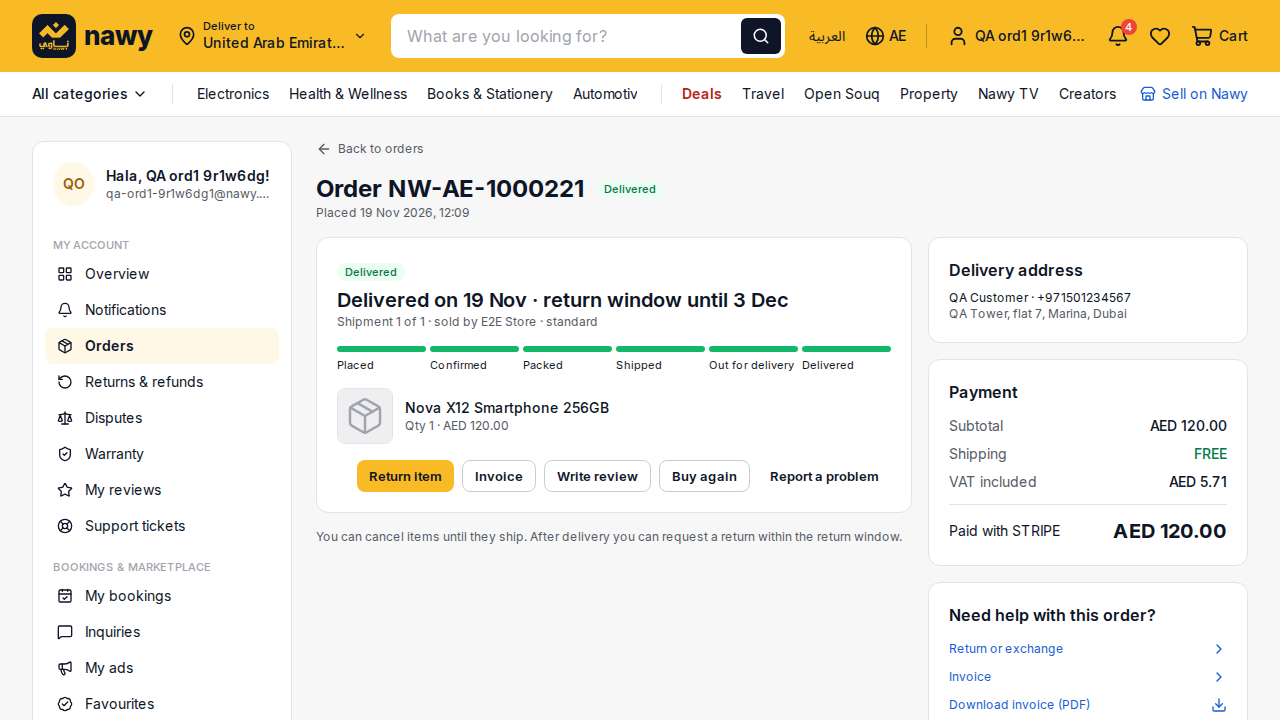 ناوي
nawy
Deliver to
United Arab Emirat...
What are you looking for?
العربية
AE
QA ord1 9r1w6...
4
Cart
All categories
Electronics
Health & Wellness
Books & Stationery
Automotiv
Deals
Travel
Open Souq
Property
Nawy TV
Creators
Sell on Nawy
QO
Hala, QA ord1 9r1w6dg!
qa-ord1-9r1w6dg1@nawy....
MY ACCOUNT
Overview
Notifications
Orders
Returns & refunds
Disputes
Warranty
My reviews
Support tickets
BOOKINGS & MARKETPLACE
My bookings
Inquiries
My ads
Favourites
Back to orders
Order NW-AE-1000221
Delivered
Placed 19 Nov 2026, 12:09
Delivered
Delivered on 19 Nov · return window until 3 Dec
Shipment 1 of 1 · sold by E2E Store · standard
Placed
Confirmed
Packed
Shipped
Out for delivery
Delivered
Nova X12 Smartphone 256GB
Qty 1 · AED 120.00
Return item
Invoice
Write review
Buy again
Report a problem
You can cancel items until they ship. After delivery you can request a return within the return window.
Delivery address
QA Customer · +971501234567
QA Tower, flat 7, Marina, Dubai
Payment
Subtotal AED 120.00
Shipping FREE
VAT included AED 5.71
Paid with STRIPE AED 120.00
Need help with this order?
Return or exchange
Invoice
Download invoice (PDF)